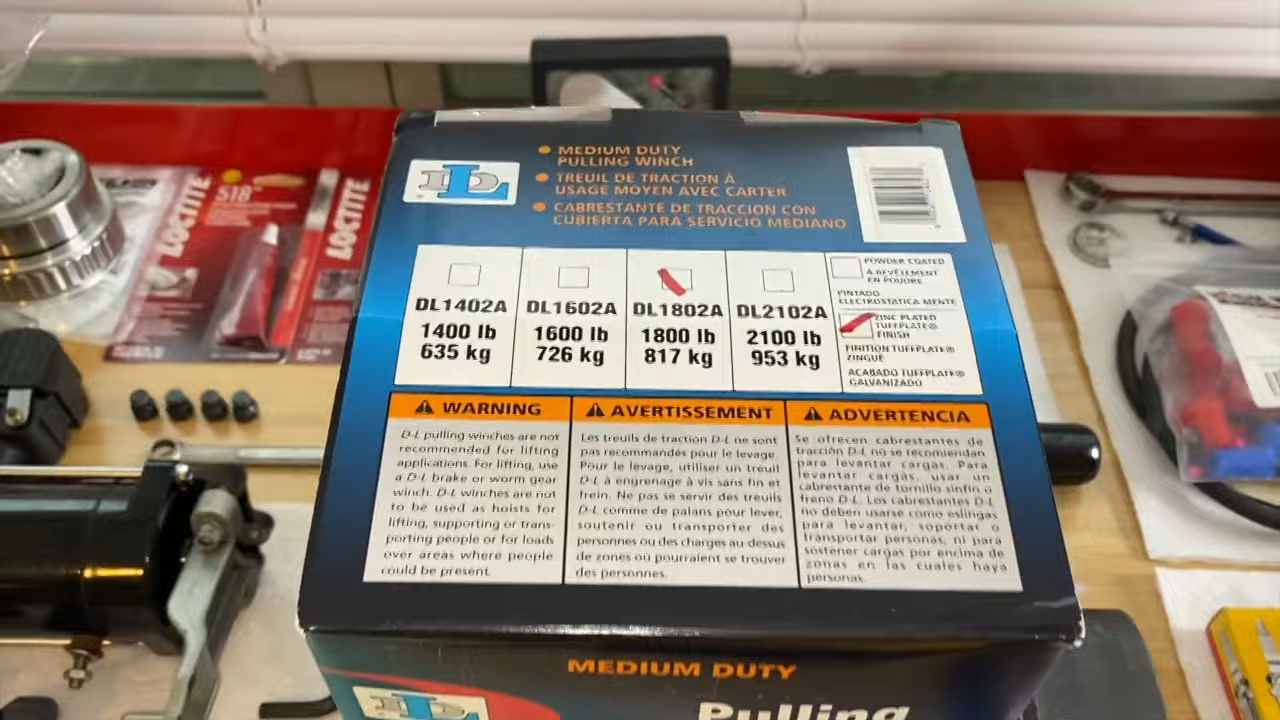 MEDIUM DUTY
PULLING WINCH
TREUIL DE TRACTION À
USAGE MOYEN AVEC CARTER
CABRESTANTE DE TRACCIÓN CON
CUBIERTA PARA SERVICIO MEDIANO
DL
DL1402A
1400 lb
635 kg
DL1602A
1600 lb
726 kg
DL1802A
1800 lb
817 kg
DL2102A
2100 lb
953 kg
POWDER COATED
À REVÊTEMENT
EN POUDRE
PINTADO
ELECTROSTATICA MENTE
ZINC PLATED
TUFFPLATE®
FINISH
FINITION TUFFPLATE®
ZINGUÉ
ACABADO TUFFPLATE®
GALVANIZADO
WARNING
D-L pulling winches are not
recommended for lifting
applications. For lifting, use
a D-L brake or worm gear
winch. D-L winches are not
to be used as hoists for
lifting, supporting or trans-
porting people or for loads
over areas where people
could be present.
AVERTISSEMENT
Les treuils de traction D-L ne sont
pas recommandés pour le levage.
Pour le levage, utiliser un treuil
D-L à engrenage à vis sans fin et
frein. Ne pas se servir des treuils
D-L comme de palans pour lever,
soutenir ou transporter des
personnes ou des charges au-dessus
de zones où pourraient se trouver
des personnes.
ADVERTENCIA
Se ofrecen cabrestantes de
tracción D-L no se recomiendan
para levantar cargas. Para
levantar cargas, usar un
cabrestante de tornillo sinfín o
freno D-L. Los cabrestantes D-L
no deben usarse como eslingas
para levantar, soportar o
transportar personas, ni para
sostener cargas por encima de
zonas en las cuales haya
personas.
MEDIUM DUTY
Pulling
DL
LOCTITE
518
LOCTITE